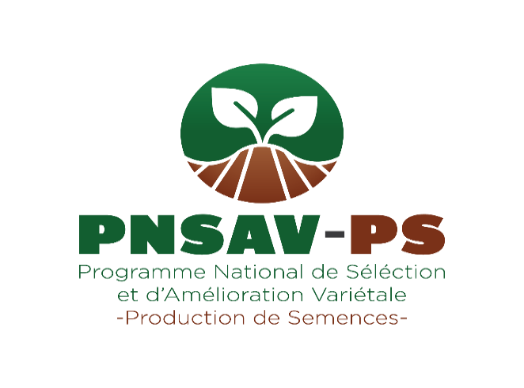 PNSAV-PS
Programme National de Séléction
et d'Amélioration Variétale
-Production de Semences-